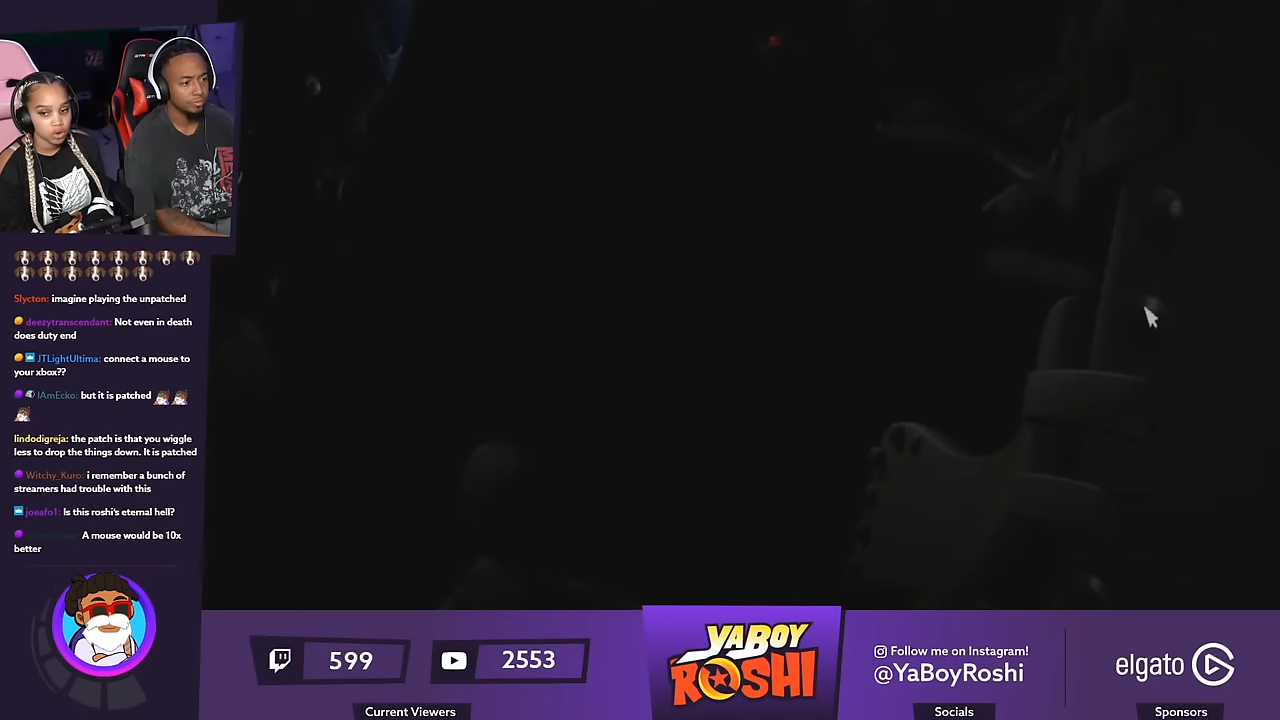 Slycton: imagine playing the unpatched
deezytranscendant: Not even in death
does duty end
JTLightUltima: connect a mouse to
your xbox??
IAmEcko: but it is patched
lindodigreja: the patch is that you wiggle
less to drop the things down. It is patched
Witchy_Kuro: i remember a bunch of
streamers had trouble with this
joeafo1: Is this roshi's eternal hell?
A mouse would be 10x
better
599
2553
Current Viewers
YABOY
ROSHI
Follow me on Instagram!
@YaBoyRoshi
Socials
elgato
Sponsors